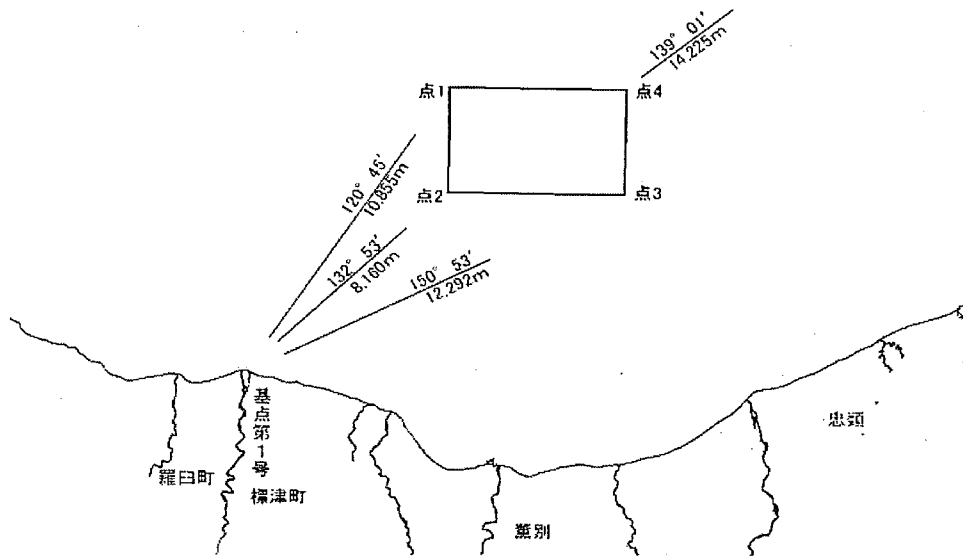 139° 01′
14.225m
点1
点4
120° 45′
10.855m
点2
点3
132° 53′
8.160m
150° 53′
12.292m
基点第1号
忠類
羅臼町
標津町
薫別